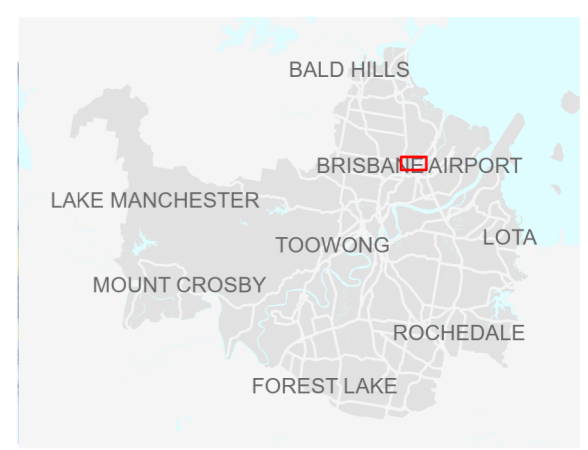 BALD HILLS
BRISBANE AIRPORT
LAKE MANCHESTER
LOTA
TOOWONG
MOUNT CROSBY
ROCHEDALE
FOREST LAKE